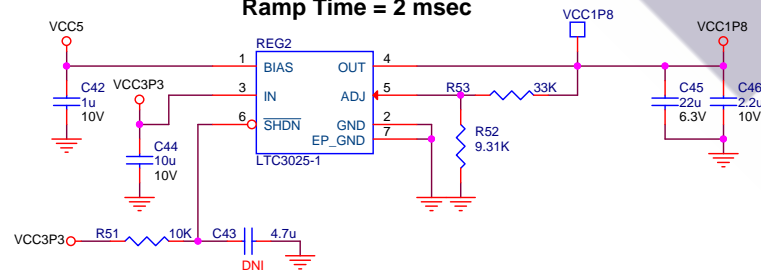 Ramp Time = 2 msec
VCC5
VCC1P8
VCC1P8
REG2
1 BIAS OUT 4
C42
1u
10V
VCC3P3
3 IN ADJ 5
R53 33K
C45
22u
6.3V
C46
2.2u
10V
6 SHDN GND 2
EP_GND 7
R52
9.31K
C44
10u
10V
LTC3025-1
VCC3P3 R51 10K C43 4.7u
DNI